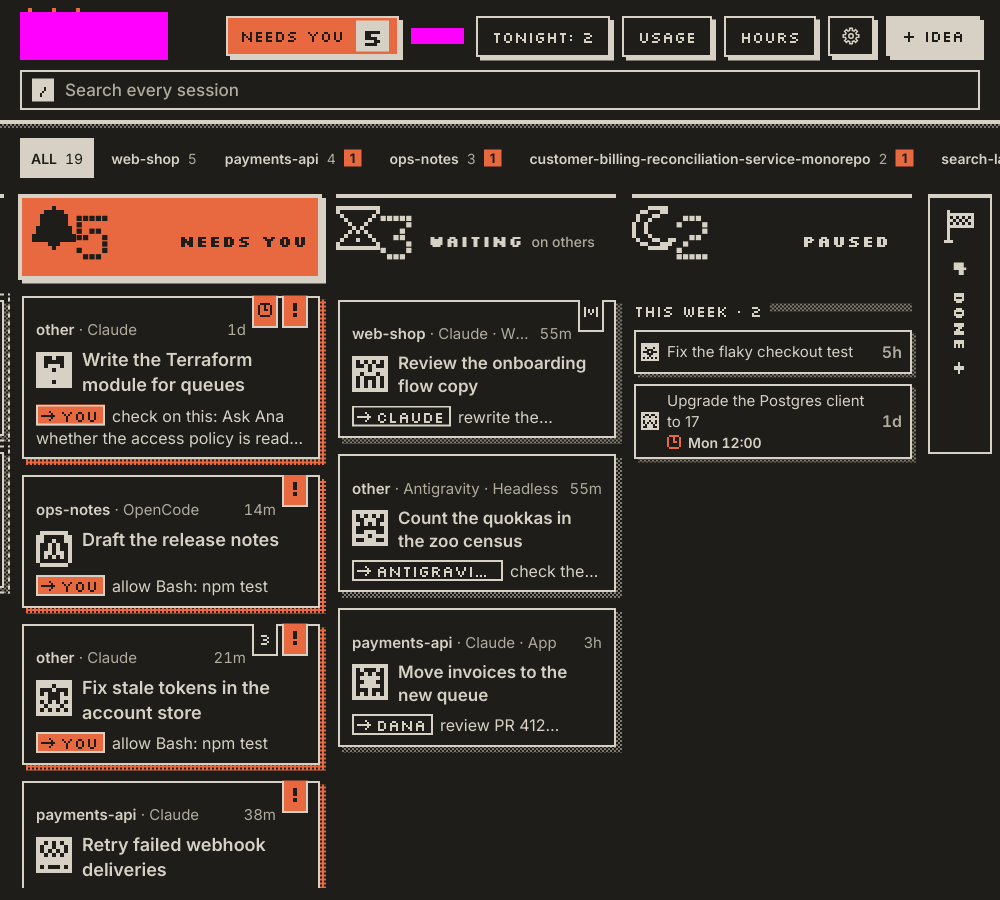 NEEDS YOU 5
TONIGHT: 2
USAGE
HOURS
+ IDEA
/ Search every session
ALL 19
web-shop 5
payments-api 4 1
ops-notes 3 1
customer-billing-reconciliation-service-monorepo 2 1
search-la
5 NEEDS YOU
3 WAITING on others
2 PAUSED
4 DONE +
other · Claude 1d !
Write the Terraform
module for queues
→ YOU check on this: Ask Ana
whether the access policy is read...
ops-notes · OpenCode 14m !
Draft the release notes
→ YOU allow Bash: npm test
other · Claude 21m 3 !
Fix stale tokens in the
account store
→ YOU allow Bash: npm test
payments-api · Claude 38m !
Retry failed webhook
deliveries
web-shop · Claude · W... 55m
Review the onboarding
flow copy
→ CLAUDE rewrite the...
other · Antigravity · Headless 55m
Count the quokkas in
the zoo census
→ ANTIGRAVI... check the...
payments-api · Claude · App 3h
Move invoices to the
new queue
→ DANA review PR 412...
THIS WEEK · 2
Fix the flaky checkout test 5h
Upgrade the Postgres client
to 17 1d
Mon 12:00